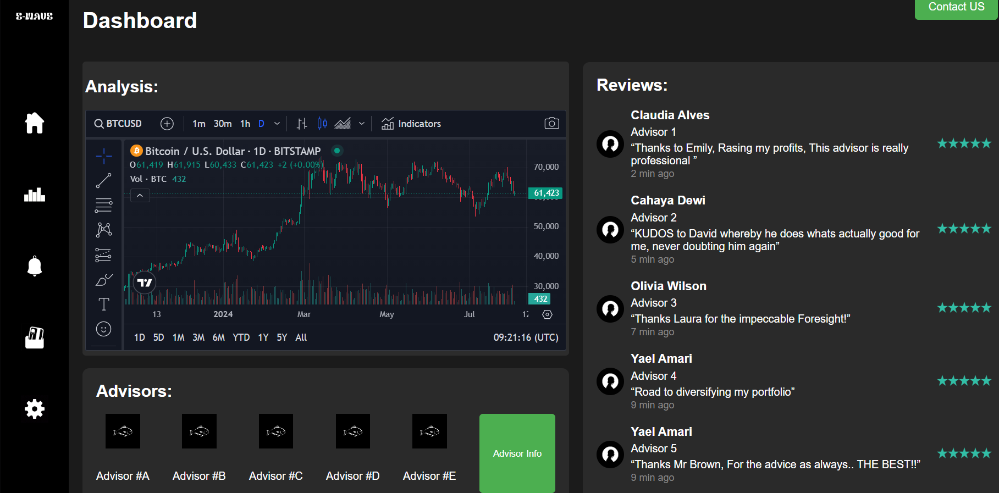 E-WAVE
Dashboard
Contact US
Analysis:
BTCUSD
1m 30m 1h D
Indicators
Bitcoin / U.S. Dollar · 1D · BITSTAMP
O61,419 H61,915 L60,433 C61,423 +2 (+0.00%)
Vol · BTC 432
70,000
61,423
50,000
40,000
30,000
432
13 2024 Mar May Jul 12
1D 5D 1M 3M 6M YTD 1Y 5Y All
09:21:16 (UTC)
Advisors:
Advisor #A
Advisor #B
Advisor #C
Advisor #D
Advisor #E
Advisor Info
Reviews:
Claudia Alves
Advisor 1
“Thanks to Emily, Rasing my profits, This advisor is really
professional ”
2 min ago
Cahaya Dewi
Advisor 2
“KUDOS to David whereby he does whats actually good for
me, never doubting him again”
5 min ago
Olivia Wilson
Advisor 3
“Thanks Laura for the impeccable Foresight!”
7 min ago
Yael Amari
Advisor 4
“Road to diversifying my portfolio”
9 min ago
Yael Amari
Advisor 5
“Thanks Mr Brown, For the advice as always.. THE BEST!!”
9 min ago